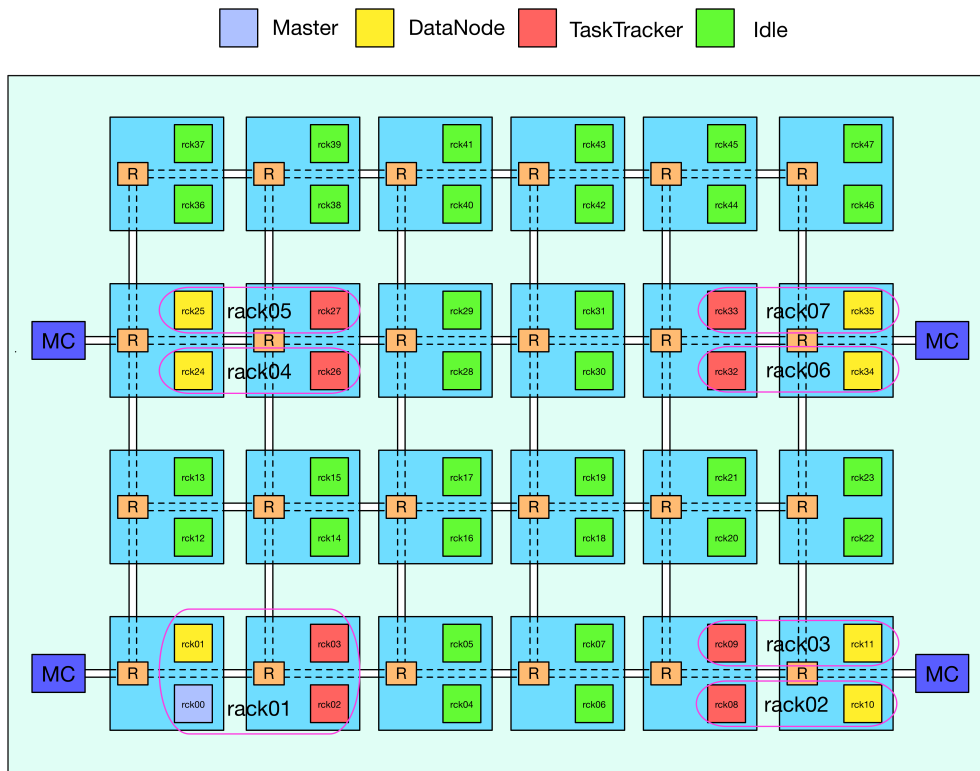 Master DataNode TaskTracker Idle
rck37 rck39 rck41 rck43 rck45 rck47
R R R R R R
rck36 rck38 rck40 rck42 rck44 rck46
rck25 rack05 rck27 rck29 rck31 rck33 rack07 rck35
MC R R R R R R MC
rck24 rack04 rck26 rck28 rck30 rck32 rack06 rck34
rck13 rck15 rck17 rck19 rck21 rck23
R R R R R R
rck12 rck14 rck16 rck18 rck20 rck22
rck01 rck03 rck05 rck07 rck09 rack03 rck11
MC R R R R R R MC
rck00 rack01 rck02 rck04 rck06 rck08 rack02 rck10